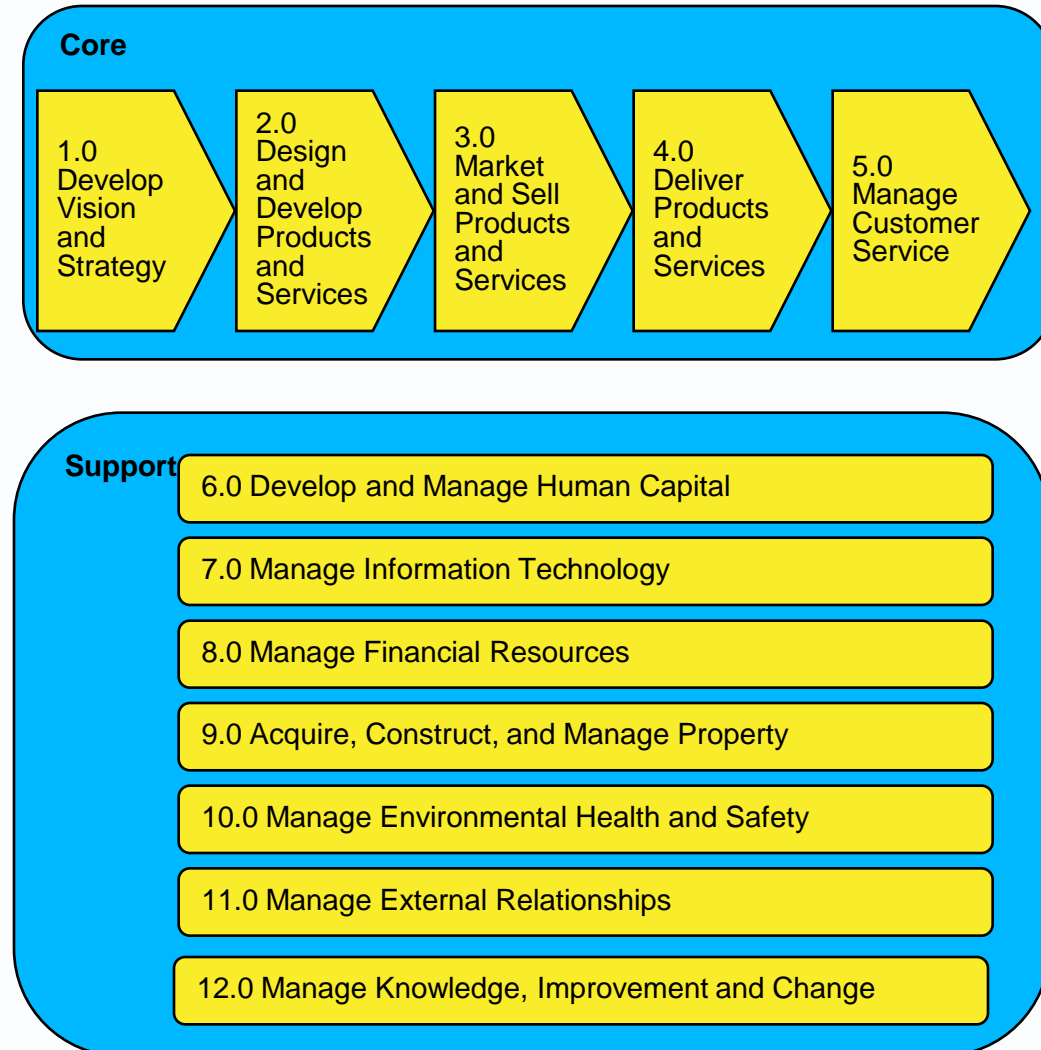 Core
1.0
Develop
Vision
and
Strategy
2.0
Design
and
Develop
Products
and
Services
3.0
Market
and Sell
Products
and
Services
4.0
Deliver
Products
and
Services
5.0
Manage
Customer
Service
Support
6.0 Develop and Manage Human Capital
7.0 Manage Information Technology
8.0 Manage Financial Resources
9.0 Acquire, Construct, and Manage Property
10.0 Manage Environmental Health and Safety
11.0 Manage External Relationships
12.0 Manage Knowledge, Improvement and Change